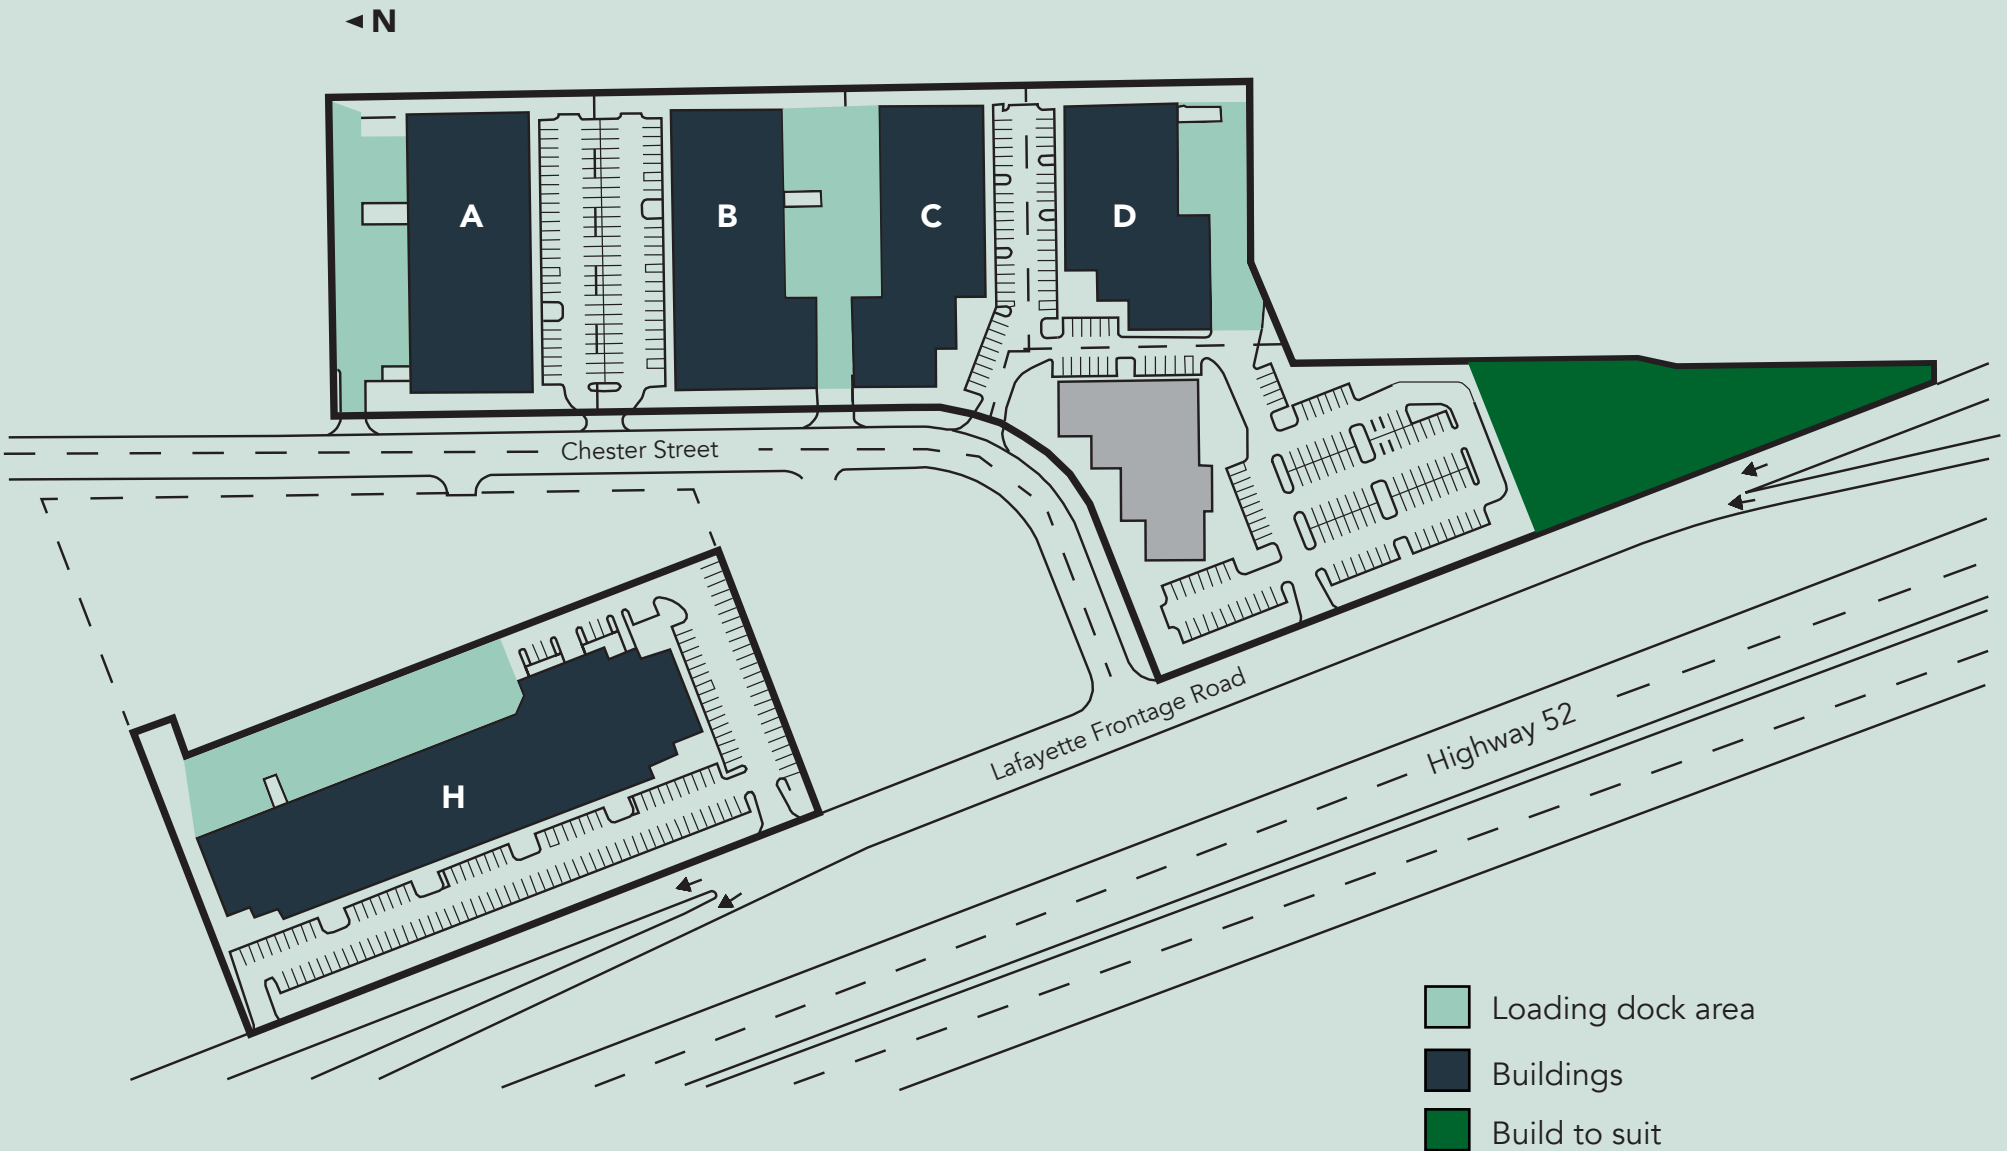 N
A
B
C
D
Chester Street
Lafayette Frontage Road
Highway 52
H
Loading dock area
Buildings
Build to suit